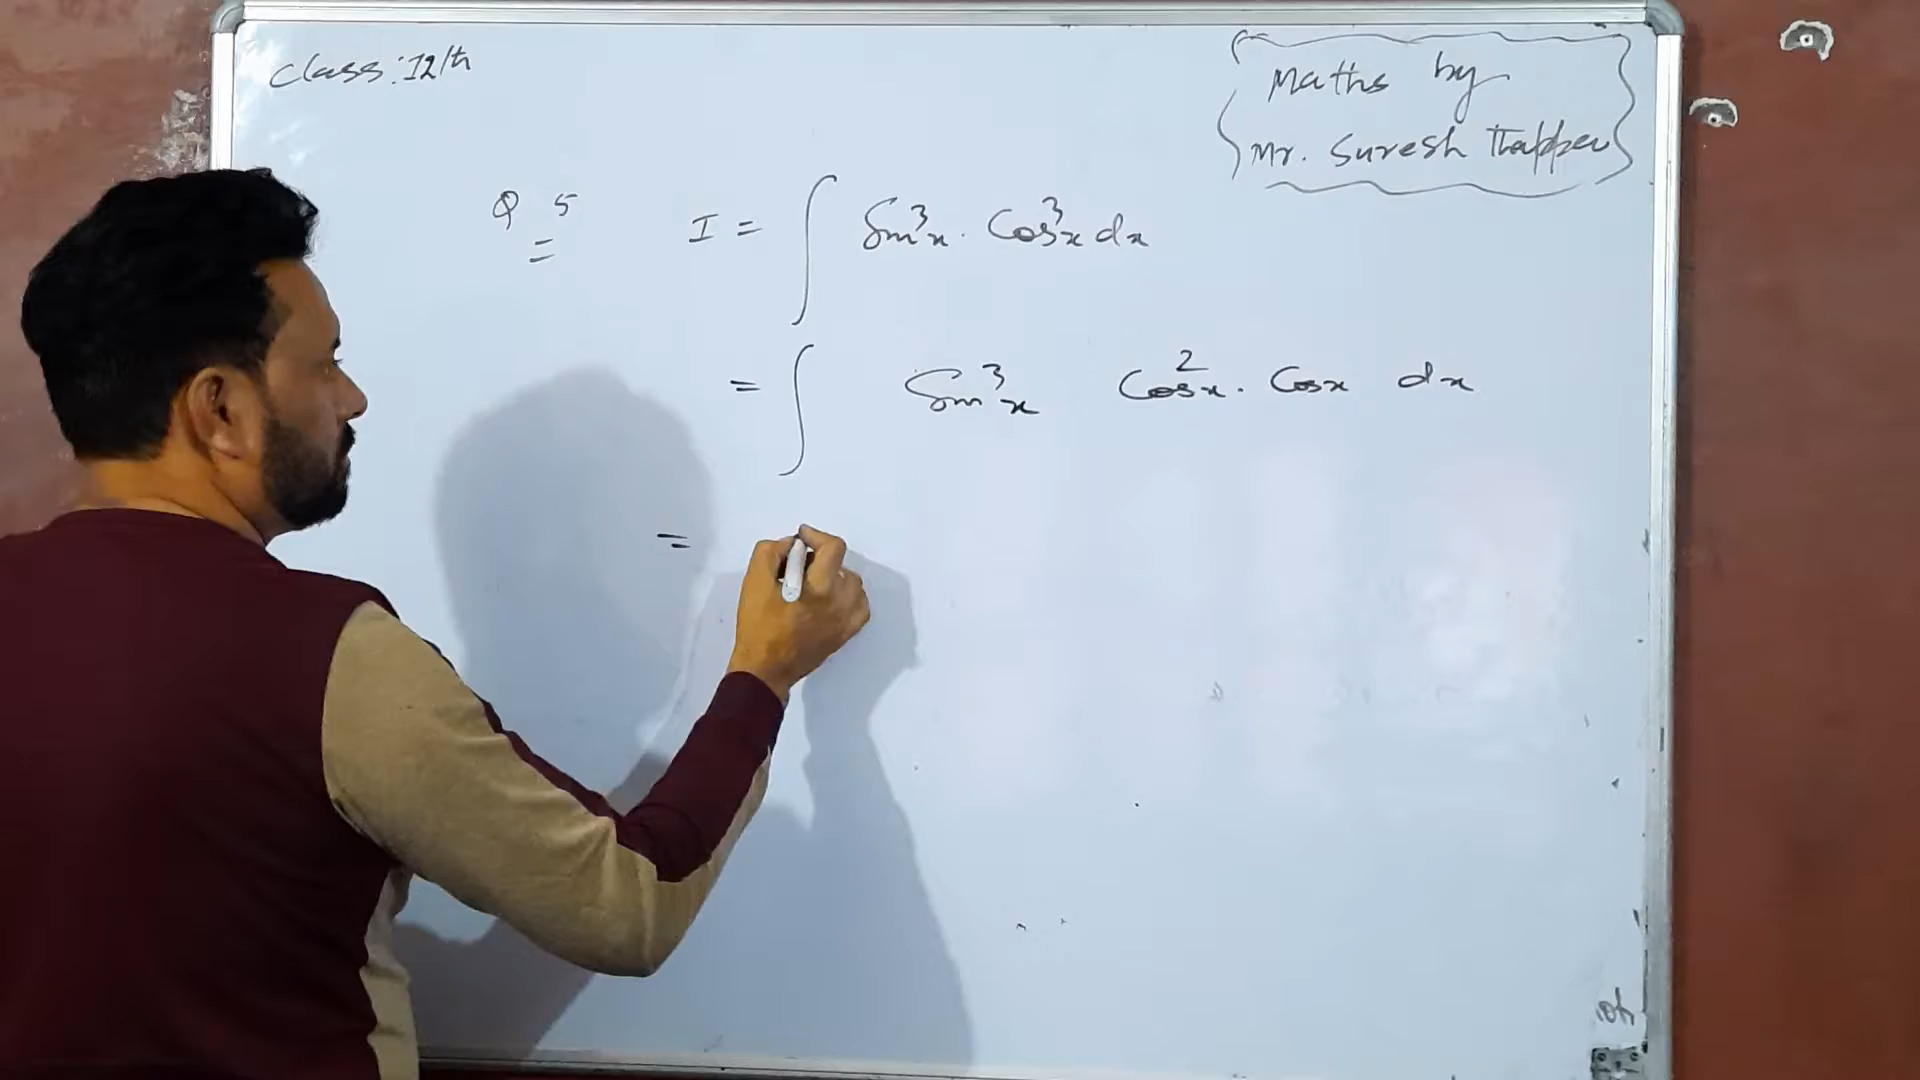 Class: 12th
Maths by
Mr. Suresh Thapper
Q 5
I = ∫ Sin³x . Cos³x dx
= ∫ Sin³x Cos²x . Cosx dx
=